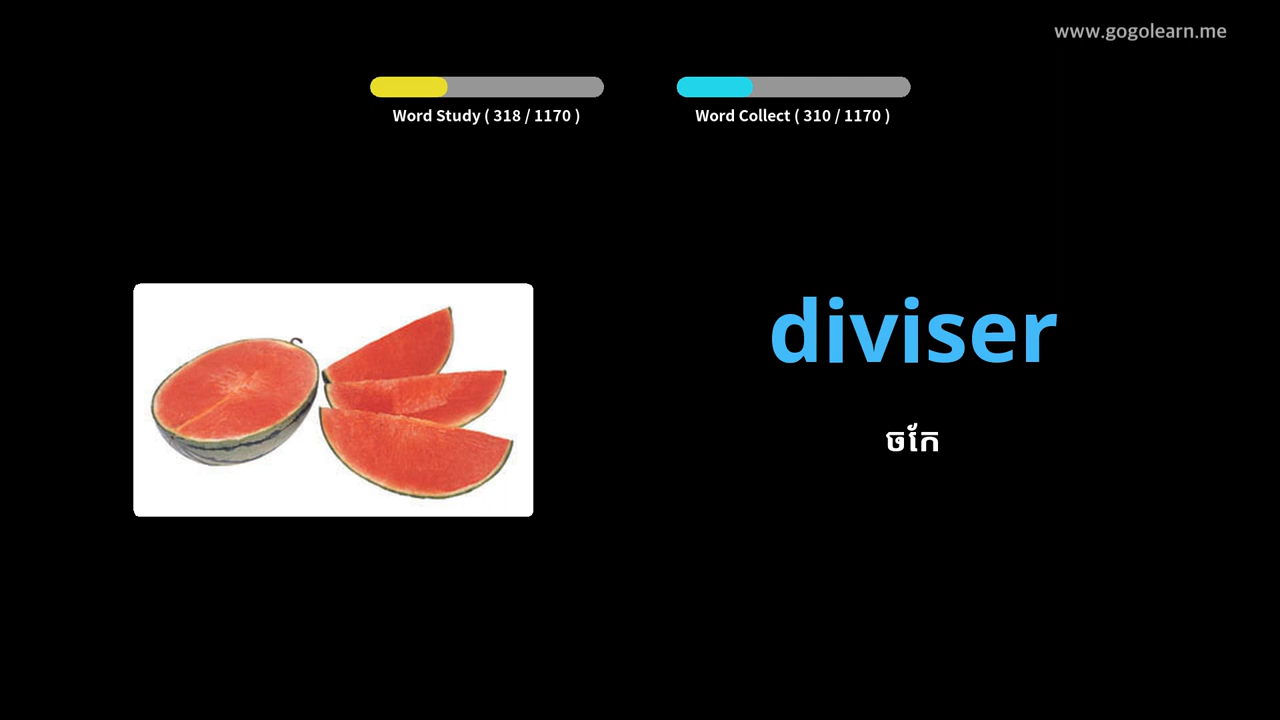 www.gogolearn.me
Word Study ( 318 / 1170 )
Word Collect ( 310 / 1170 )
diviser
ចកែ